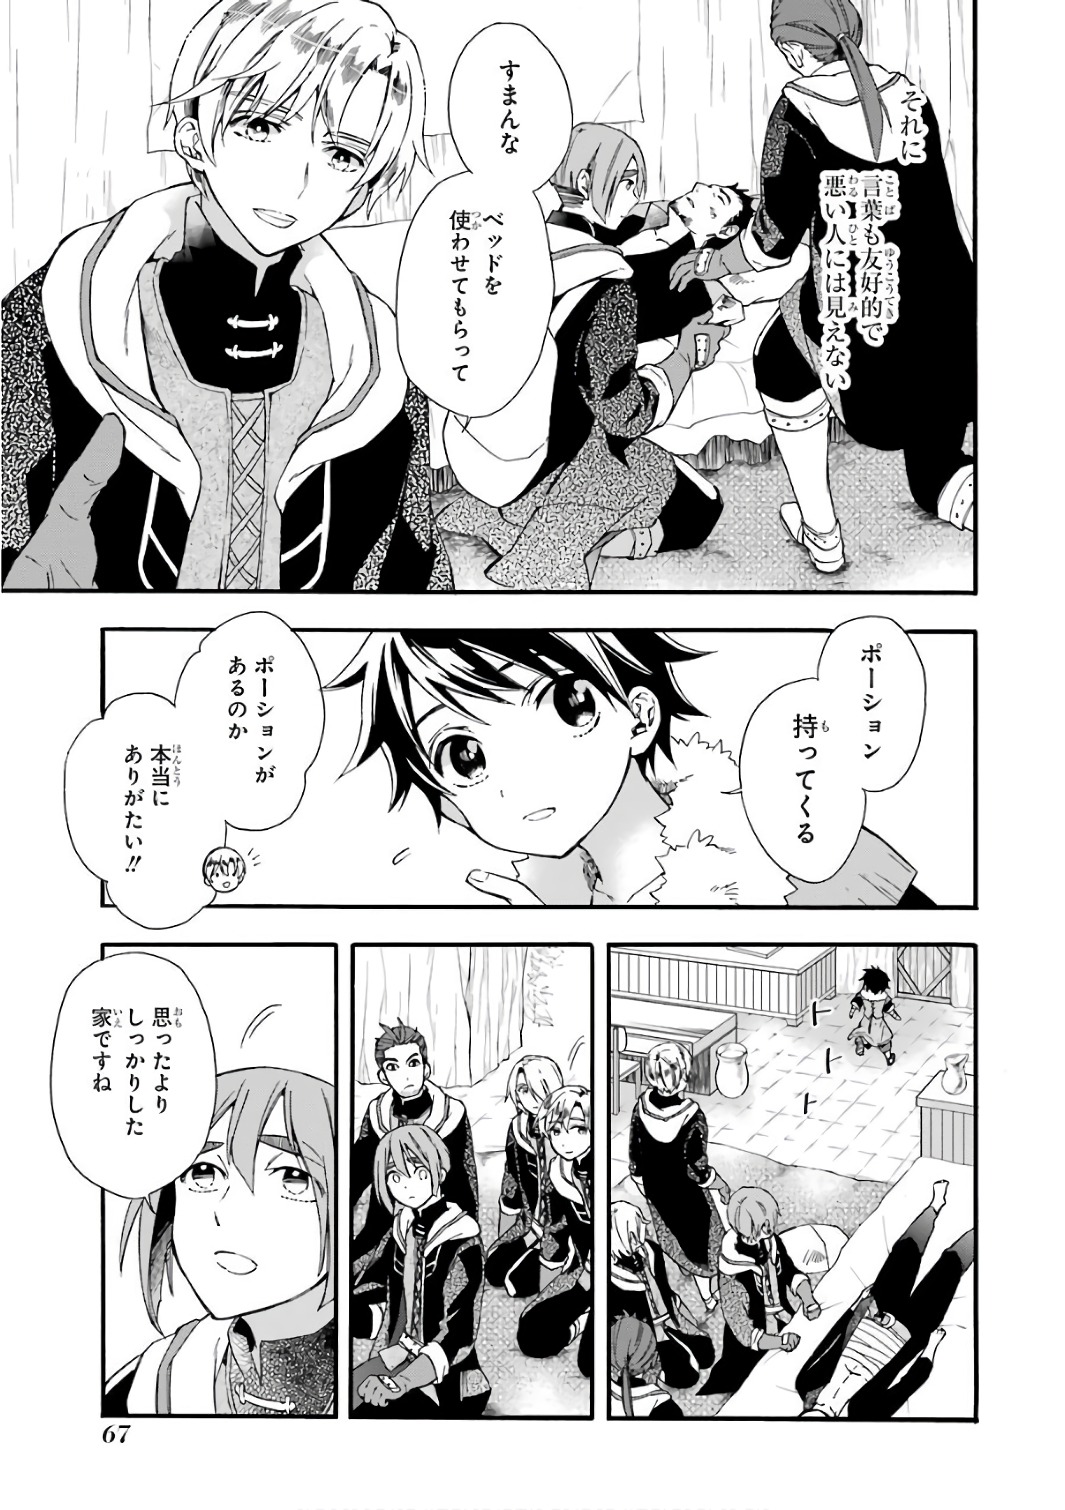 それに
言葉も友好的で
悪い人には見えない
すまんな
ベッドを
使わせてもらって
ポーション
持ってくる
ポーションが
あるのか
本当に
ありがたい!!
トトト
思ったより
しっかりした
家ですね
67